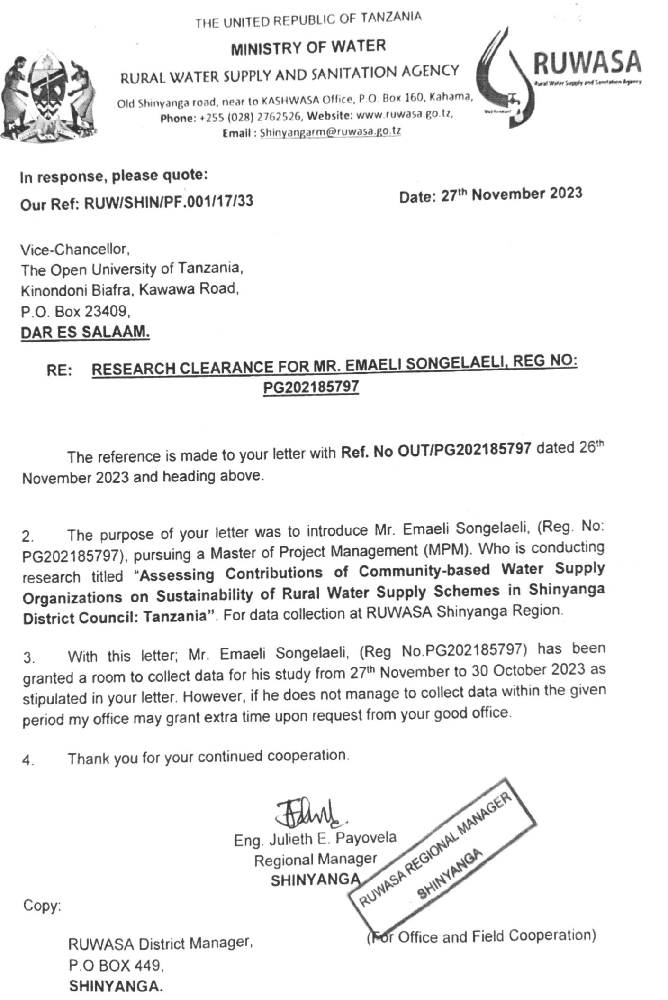 THE UNITED REPUBLIC OF TANZANIA
MINISTRY OF WATER
RURAL WATER SUPPLY AND SANITATION AGENCY
Old Shinyanga road, near to KASHWASA Office, P.O. Box 160, Kahama,
Phone: +255 (028) 2762526, Website: www.ruwasa.go.tz,
Email : Shinyangarm@ruwasa.go.tz
RUWASA
Rural Water Supply and Sanitation Agency
In response, please quote:
Our Ref: RUW/SHIN/PF.001/17/33
Date: 27th November 2023
Vice-Chancellor,
The Open University of Tanzania,
Kinondoni Biafra, Kawawa Road,
P.O. Box 23409,
DAR ES SALAAM.
RE: RESEARCH CLEARANCE FOR MR. EMAELI SONGELAELI, REG NO:
PG202185797
The reference is made to your letter with Ref. No OUT/PG202185797 dated 26th
November 2023 and heading above.
2. The purpose of your letter was to introduce Mr. Emaeli Songelaeli, (Reg. No:
PG202185797), pursuing a Master of Project Management (MPM). Who is conducting
research titled “Assessing Contributions of Community-based Water Supply
Organizations on Sustainability of Rural Water Supply Schemes in Shinyanga
District Council: Tanzania”. For data collection at RUWASA Shinyanga Region.
3. With this letter; Mr. Emaeli Songelaeli, (Reg No.PG202185797) has been
granted a room to collect data for his study from 27th November to 30 October 2023 as
stipulated in your letter. However, if he does not manage to collect data within the given
period my office may grant extra time upon request from your good office.
4. Thank you for your continued cooperation.
Eng. Julieth E. Payovela
Regional Manager
SHINYANGA
RUWASA REGIONAL MANAGER
SHINYANGA
Copy:
RUWASA District Manager,
(For Office and Field Cooperation)
P.O BOX 449,
SHINYANGA.